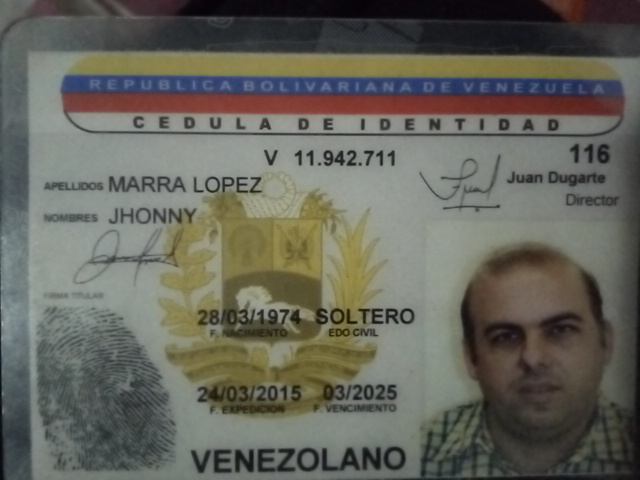 REPUBLICA BOLIVARIANA DE VENEZUELA
CEDULA DE IDENTIDAD
V 11.942.711
116
APELLIDOS MARRA LOPEZ
Juan Dugarte
Director
NOMBRES JHONNY
FIRMA TITULAR
28/03/1974 SOLTERO
F. NACIMIENTO EDO CIVIL
24/03/2015 03/2025
F. EXPEDICION F. VENCIMIENTO
VENEZOLANO